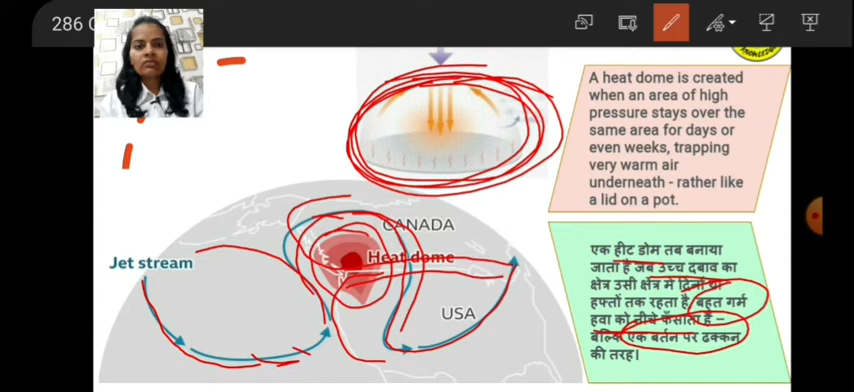 286 O
KNOWLEDGE
A heat dome is created
when an area of high
pressure stays over the
same area for days or
even weeks, trapping
very warm air
underneath - rather like
a lid on a pot.
CANADA
Jet stream
Heat dome
USA
एक हीट डोम तब बनाया
जाता है जब उच्च दबाव का
क्षेत्र उसी क्षेत्र में दिनों या
हफ्तों तक रहता है, बहुत गर्म
हवा को नीचे फँसाता है –
बल्कि एक बर्तन पर ढक्कन
की तरह।